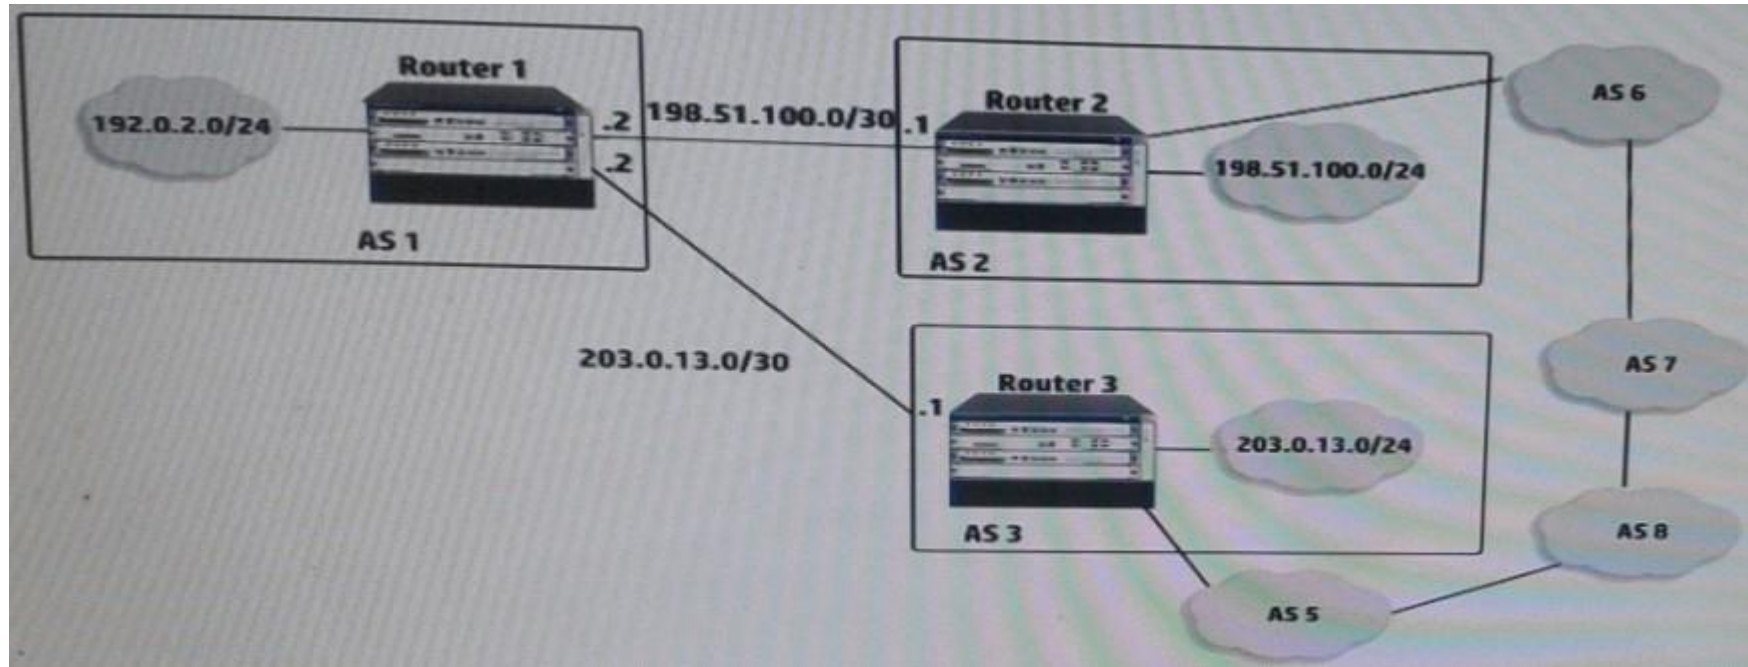 Router 1
192.0.2.0/24
.2
.2
AS 1
198.51.100.0/30
.1
Router 2
198.51.100.0/24
AS 2
AS 6
203.0.13.0/30
.1
Router 3
203.0.13.0/24
AS 3
AS 7
AS 8
AS 5